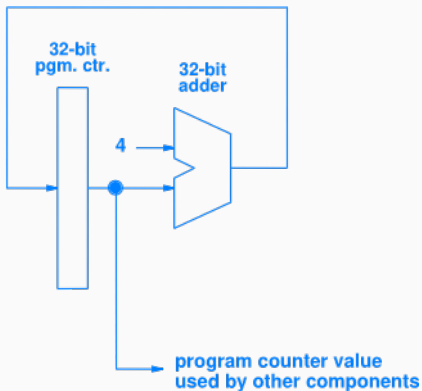 32-bit
pgm. ctr.
32-bit
adder
4
program counter value
used by other components